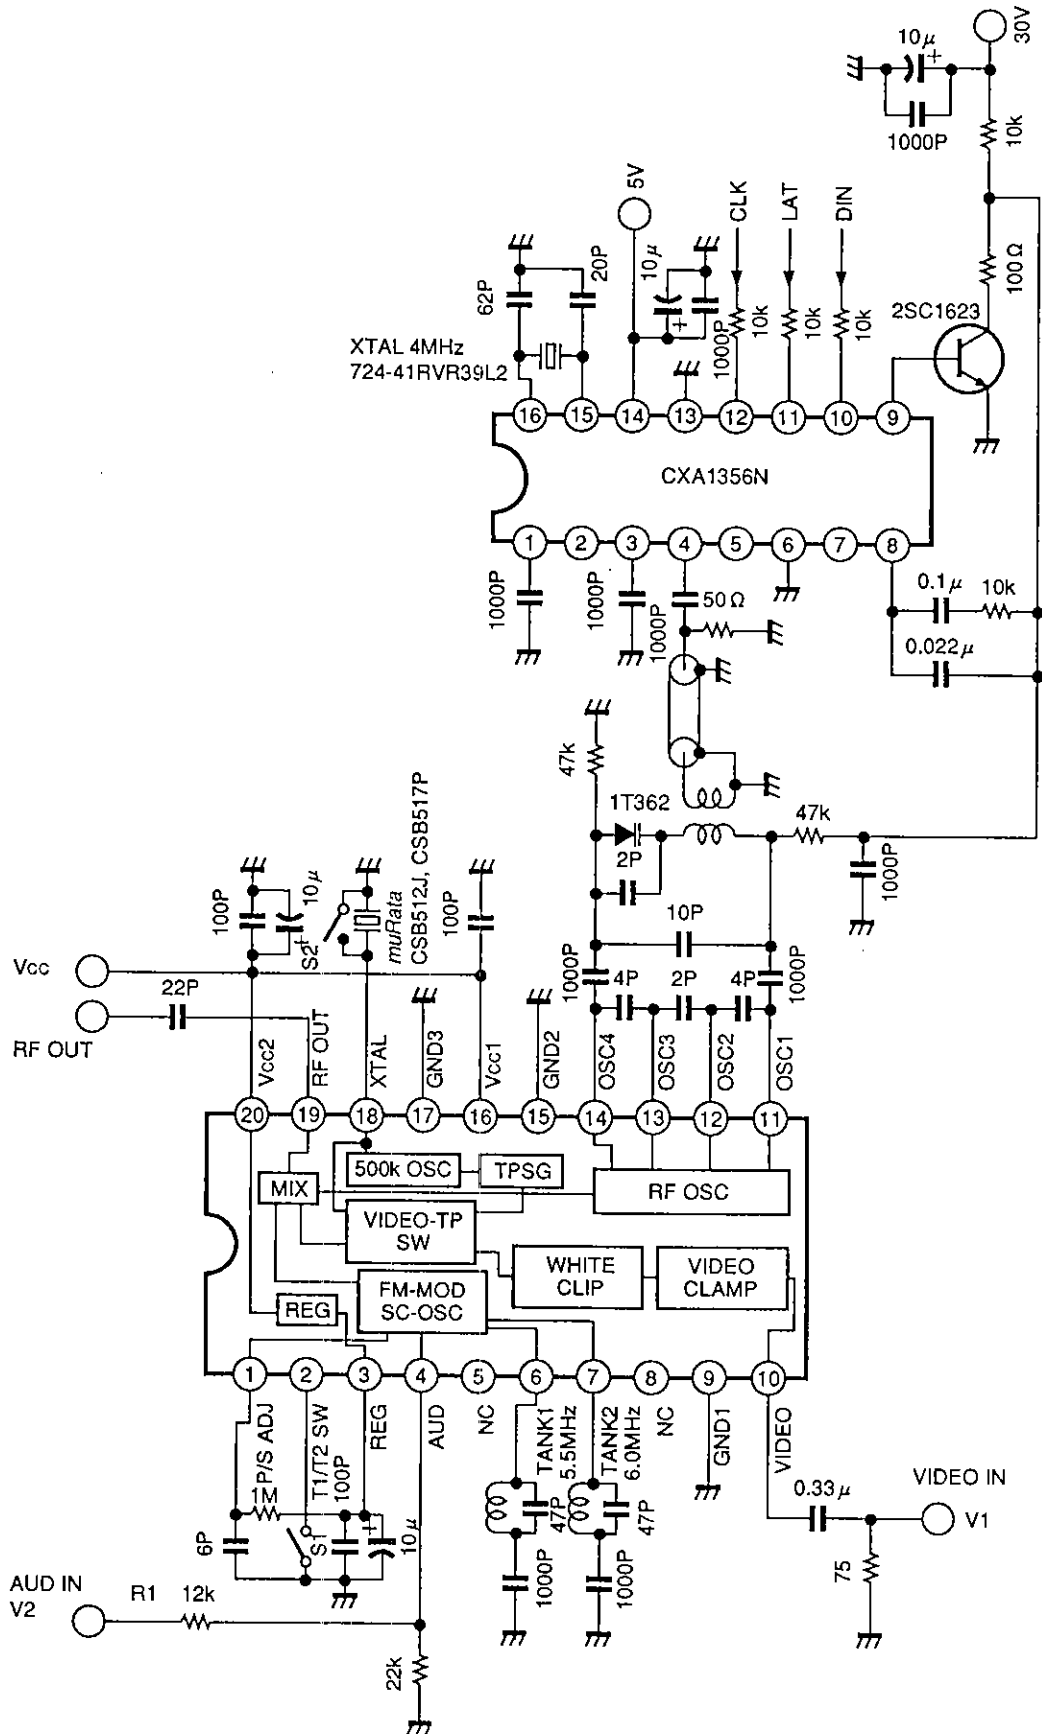 30V
10μ
+
1000P
10k
5V
CLK
LAT
DIN
62P
20P
10μ
+
1000P
10k
10k
10k
100Ω
2SC1623
XTAL 4MHz
724-41RVR39L2
16
15
14
13
12
11
10
9
CXA1356N
1
2
3
4
5
6
7
8
1000P
1000P
1000P
50Ω
0.1μ
10k
0.022μ
47k
1T362
2P
47k
1000P
10P
100P
10μ
+
S2
muRata
CSB512J, CSB517P
100P
Vcc
22P
RF OUT
1000P
4P
2P
4P
1000P
Vcc2
RF OUT
XTAL
GND3
Vcc1
GND2
OSC4
OSC3
OSC2
OSC1
20
19
18
17
16
15
14
13
12
11
500k OSC
TPSG
MIX
RF OSC
VIDEO-TP
SW
WHITE
CLIP
VIDEO
CLAMP
FM-MOD
SC-OSC
REG
1
2
3
4
5
6
7
8
9
10
P/S ADJ
T1/T2 SW
REG
AUD
NC
TANK1
5.5MHz
TANK2
6.0MHz
NC
GND1
VIDEO
1M
100P
6P
S1
+
10μ
47P
47P
1000P
1000P
0.33μ
VIDEO IN
V1
75
AUD IN
V2
R1
12k
22k